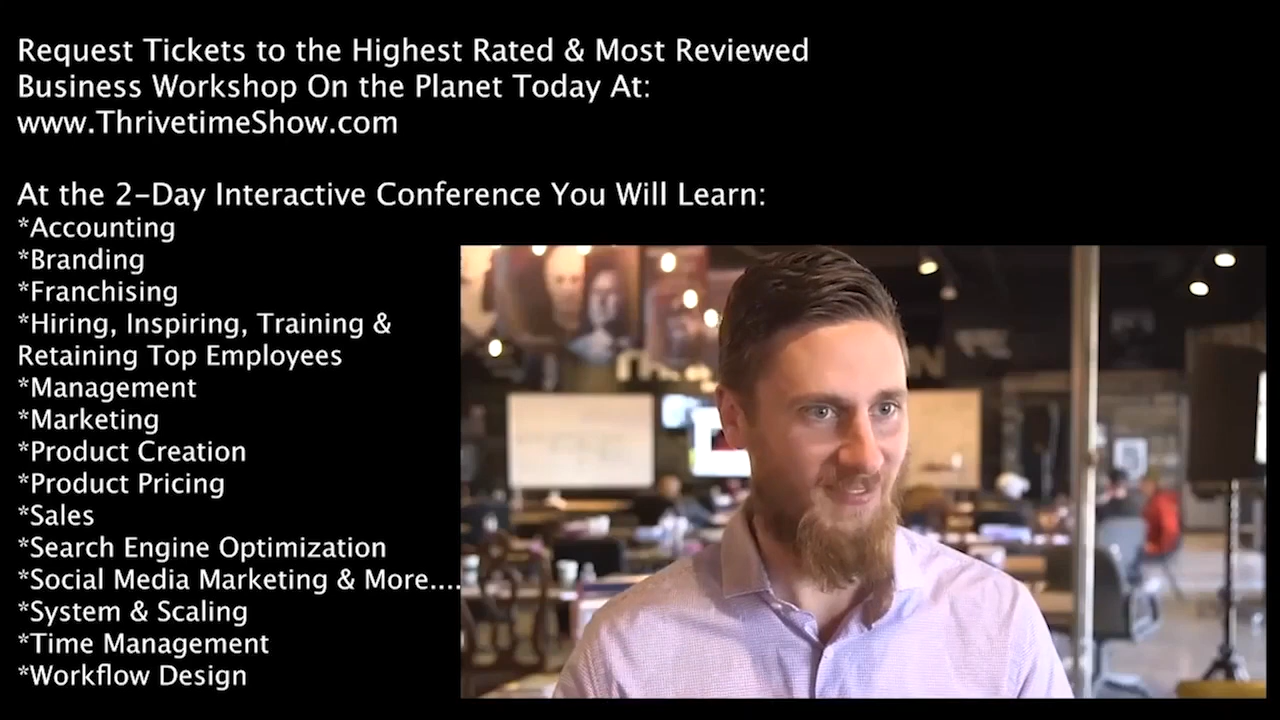 Request Tickets to the Highest Rated & Most Reviewed
Business Workshop On the Planet Today At:
www.ThrivetimeShow.com
At the 2-Day Interactive Conference You Will Learn:
*Accounting
*Branding
*Franchising
*Hiring, Inspiring, Training &
Retaining Top Employees
*Management
*Marketing
*Product Creation
*Product Pricing
*Sales
*Search Engine Optimization
*Social Media Marketing & More....
*System & Scaling
*Time Management
*Workflow Design